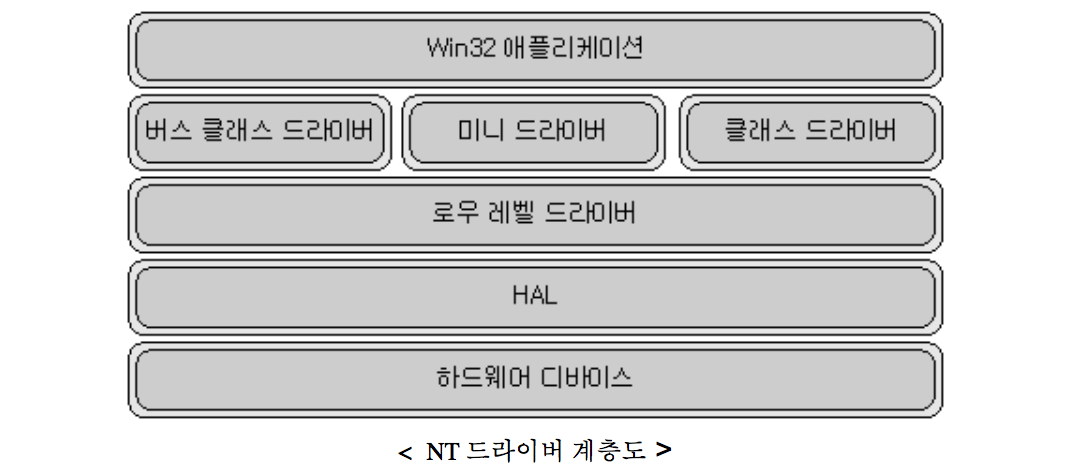 Win32 애플리케이션
버스 클래스 드라이버 미니 드라이버 클래스 드라이버
로우 레벨 드라이버
HAL
하드웨어 디바이스
< NT 드라이버 계층도 >